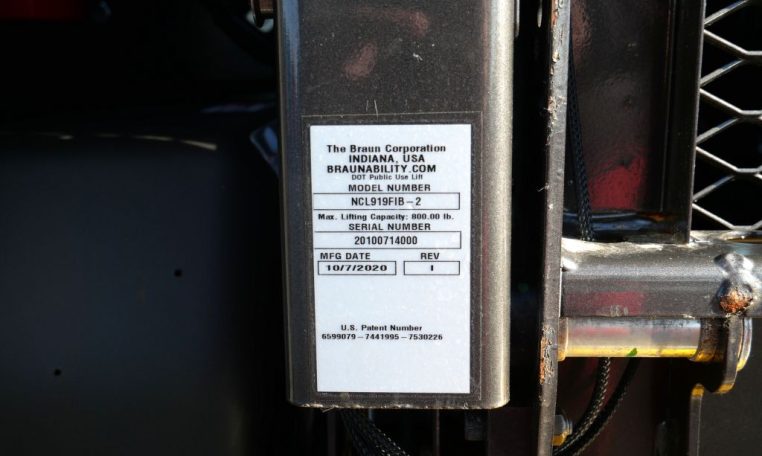 The Braun Corporation
INDIANA, USA
BRAUNABILITY.COM
DOT Public Use Lift
MODEL NUMBER
NCL919FIB-2
Max. Lifting Capacity: 800.00 lb.
SERIAL NUMBER
20100714000
MFG DATE REV
10/7/2020 I
U.S. Patent Number
6599079-7441995-7530226